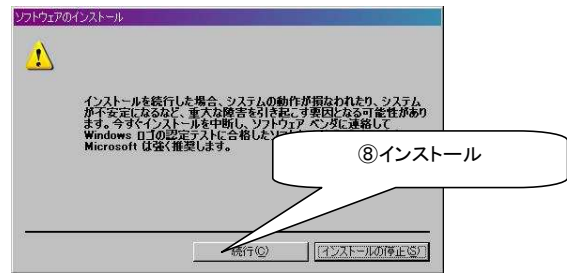 ソフトウェアのインストール
インストールを続行した場合、システムの動作が損なわれたり、システム
が不安定になるなど、重大な障害を引き起こす要因となる可能性があり
ます。今すぐインストールを中断し、ソフトウェア ベンダに連絡して
Windows ロゴの認定テストに合格した
Microsoft は強く推奨します。
⑧インストール
続行(C)
インストールの停止(S)